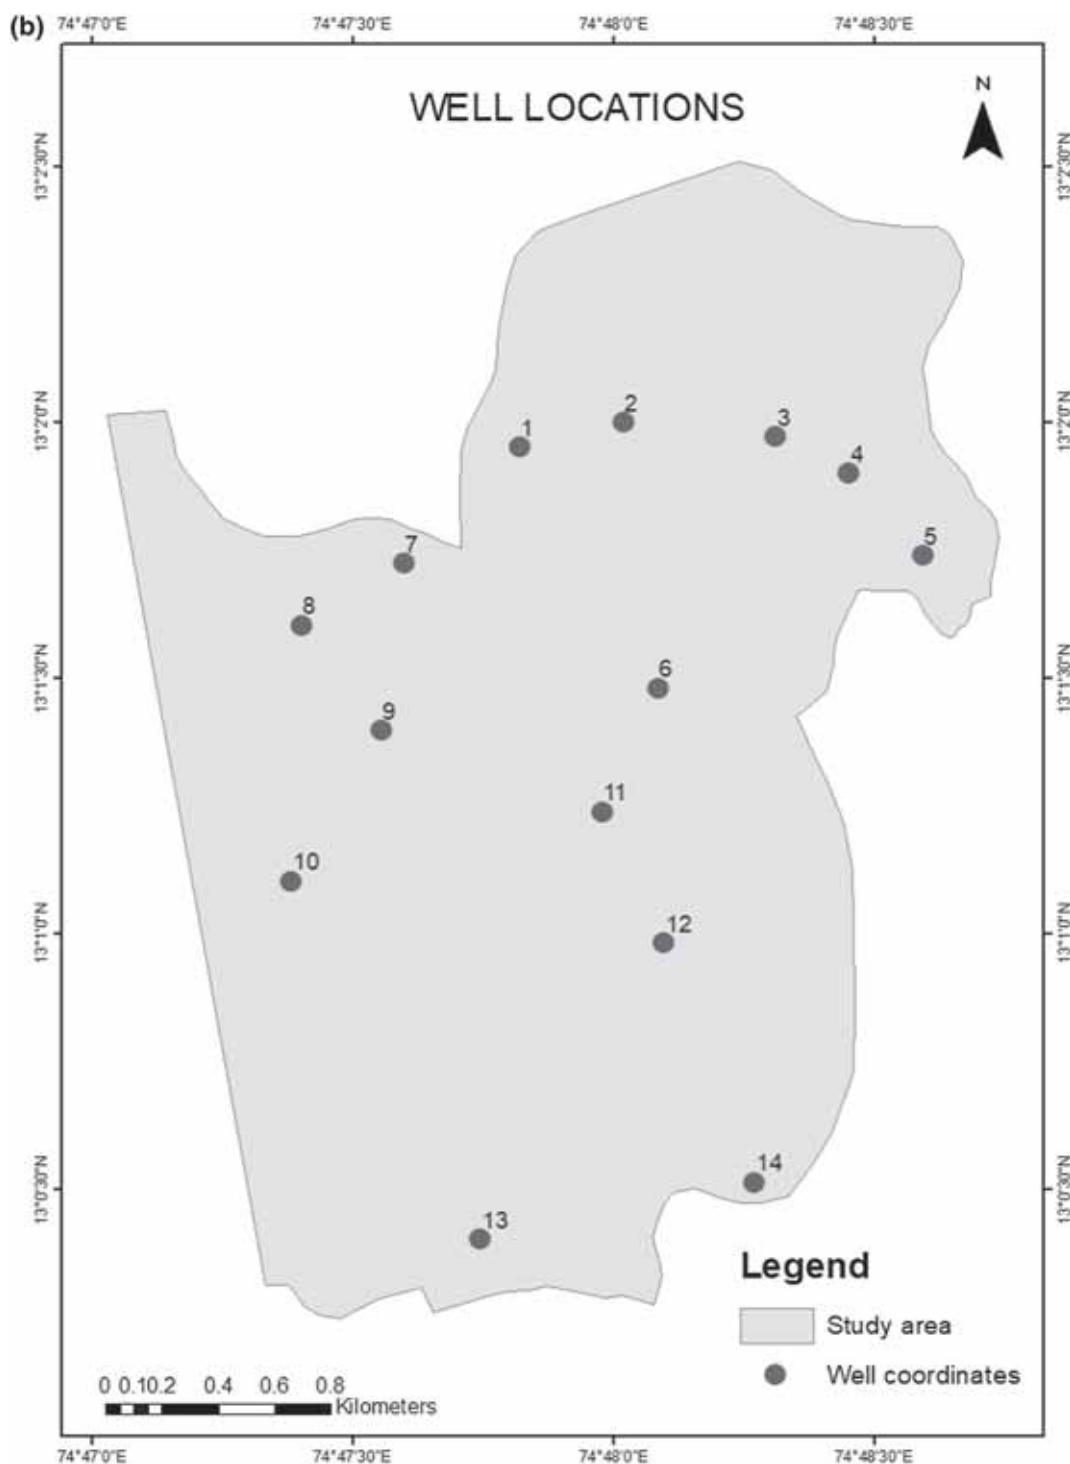 (b)
74°47'0"E 74°47'30"E 74°48'0"E 74°48'30"E
WELL LOCATIONS
N
13°2'30"N 13°2'30"N
13°2'0"N 13°2'0"N
2
3
1
4
5
7
8
6
13°1'30"N 13°1'30"N
9
11
10
12
13°1'0"N 13°1'0"N
14
13°0'30"N 13°0'30"N
13
Legend
Study area
Well coordinates
0 0.10.2 0.4 0.6 0.8
Kilometers
74°47'0"E 74°47'30"E 74°48'0"E 74°48'30"E